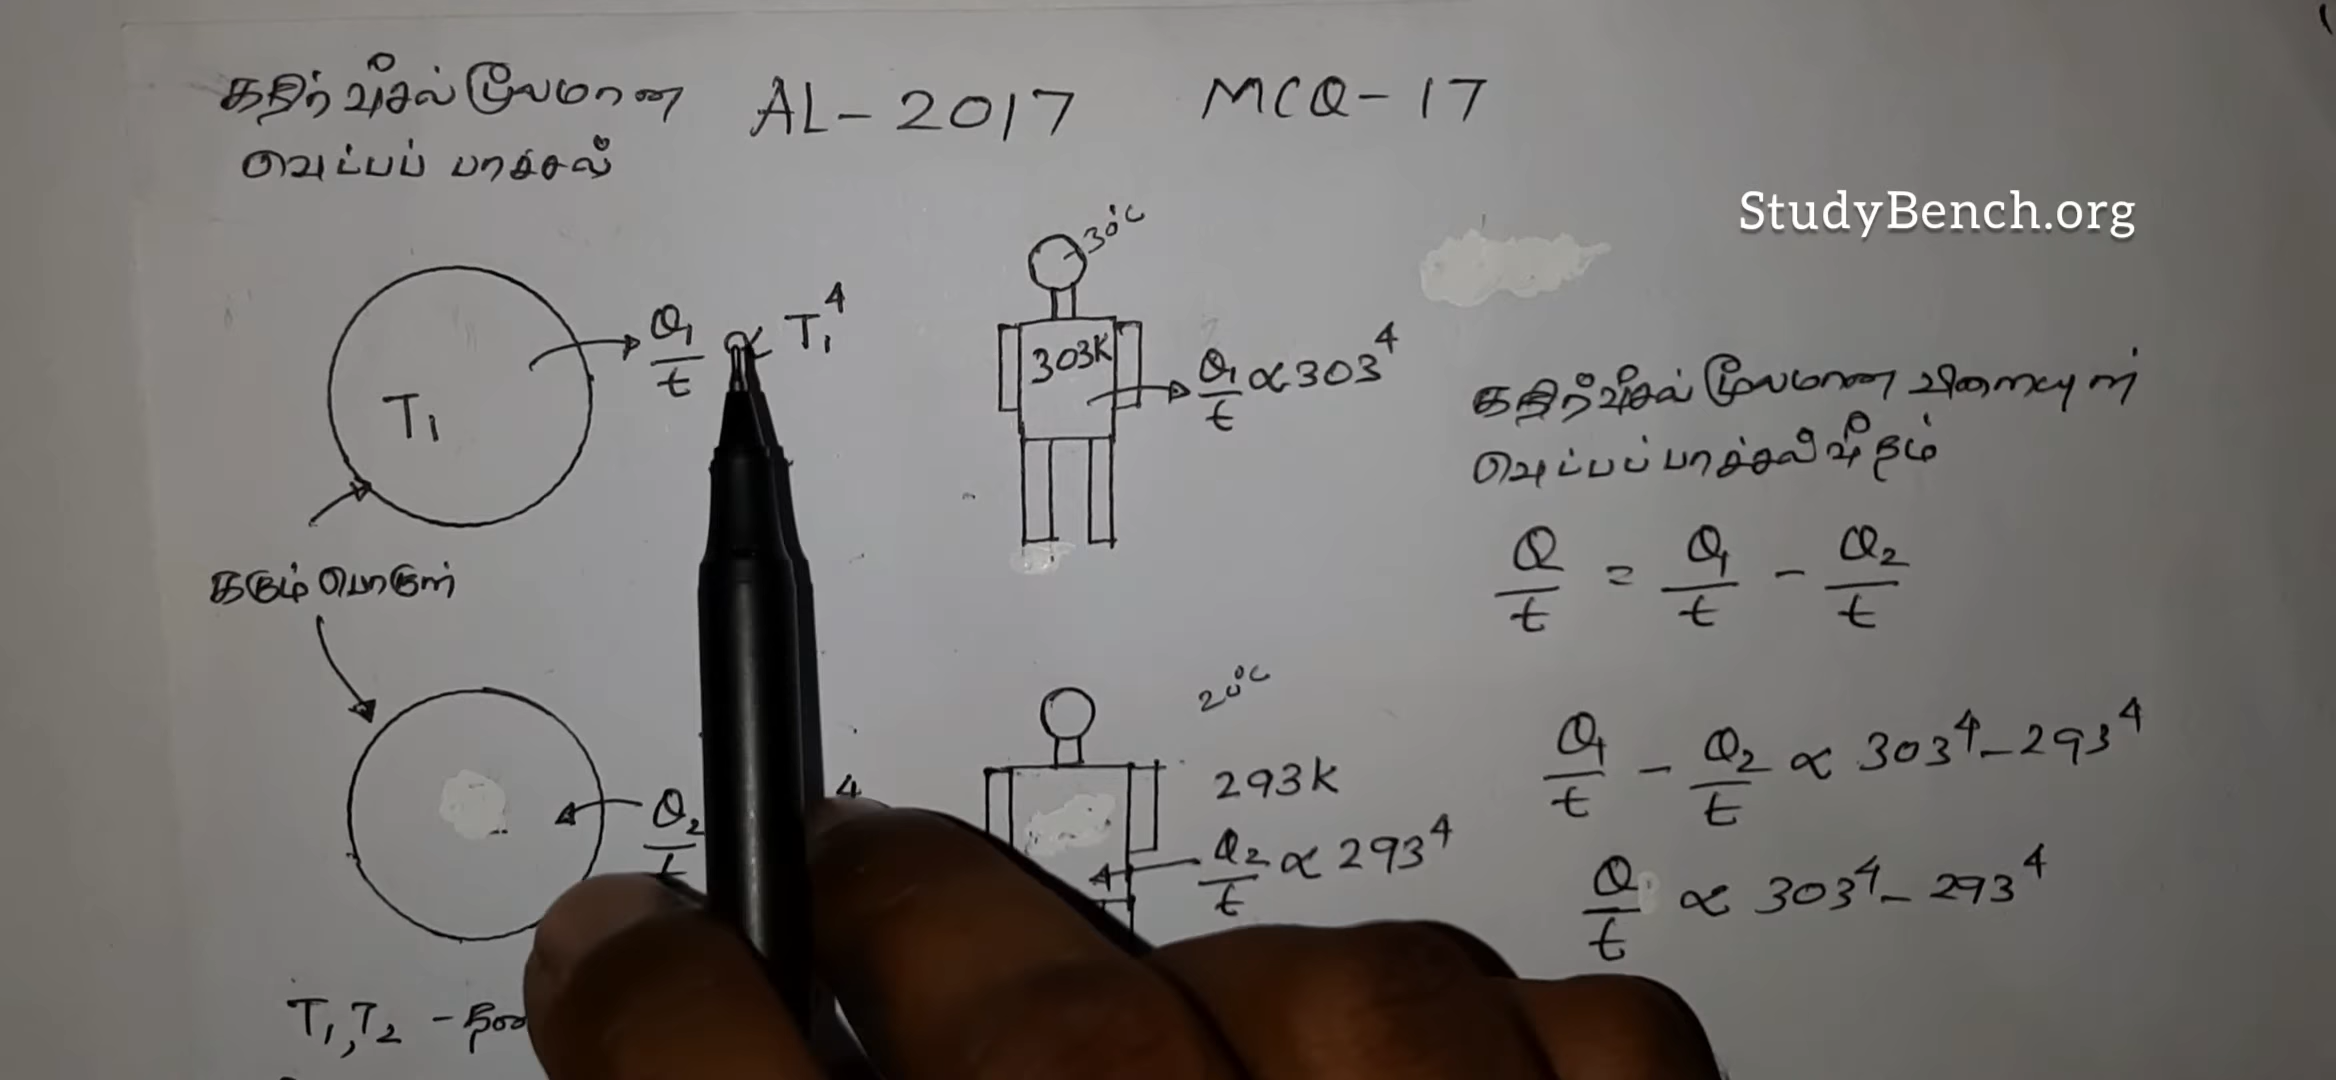 கதிர் வீசல் மூலமான
வெப்பப் பாச்சல்
AL-2017 MCQ-17
StudyBench.org
30°C
T₁
Q₁/t ∝ T₁⁴
303K
Q₁/t ∝ 303⁴
கதிர்வீசல் மூலமான விளைவுள்
வெப்பப் பாச்சல் வீதம்
Q/t = Q₁/t - Q₂/t
கரும் பொருள்
20°C
293K
Q₂/t ∝ 293⁴
Q₂
4
Q₁/t - Q₂/t ∝ 303⁴-293⁴
Q/t ∝ 303⁴-293⁴
T₁,T₂ -